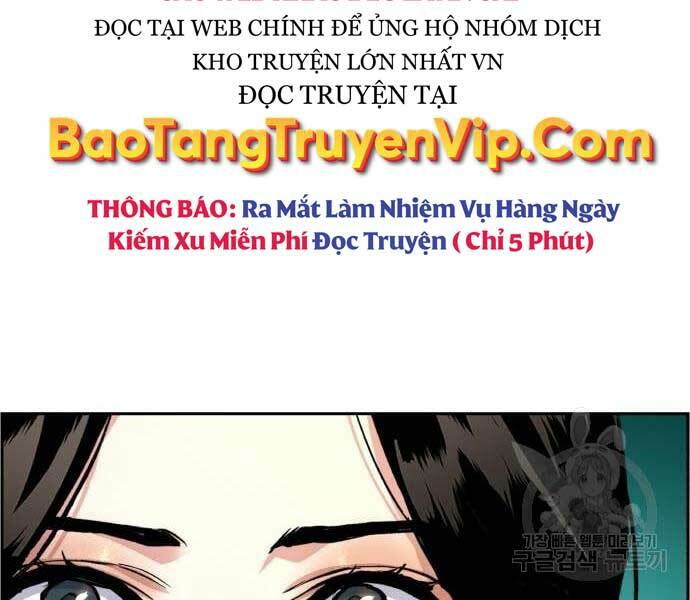 ĐỌC TẠI WEB CHÍNH ĐỂ ỦNG HỘ NHÓM DỊCH
KHO TRUYỆN LỚN NHẤT VN
ĐỌC TRUYỆN TẠI
BaoTangTruyenVip.Com
THÔNG BÁO: Ra Mắt Làm Nhiệm Vụ Hàng Ngày
Kiếm Xu Miễn Phí Đọc Truyện ( Chỉ 5 Phút)
가장 빠른 웹툰 미리보기
구글검색 뉴토끼